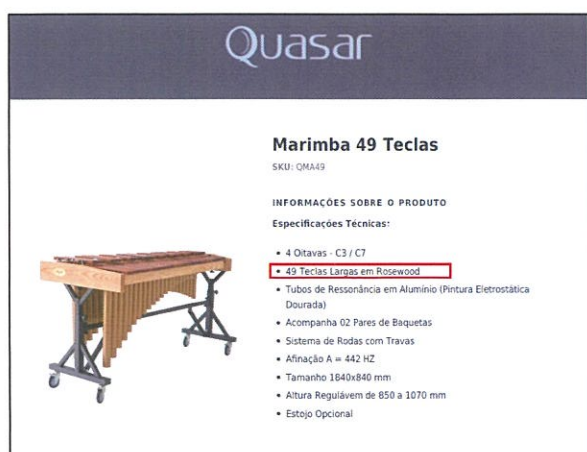 Quasar
Marimba 49 Teclas
SKU: QMA49
INFORMAÇÕES SOBRE O PRODUTO
Especificações Técnicas:
• 4 Oitavas - C3 / C7
• 49 Teclas Largas em Rosewood
• Tubos de Ressonância em Alumínio (Pintura Eletrostática
Dourada)
• Acompanha 02 Pares de Baquetas
• Sistema de Rodas com Travas
• Afinação A = 442 HZ
• Tamanho 1840x840 mm
• Altura Regulávem de 850 a 1070 mm
• Estojo Opcional